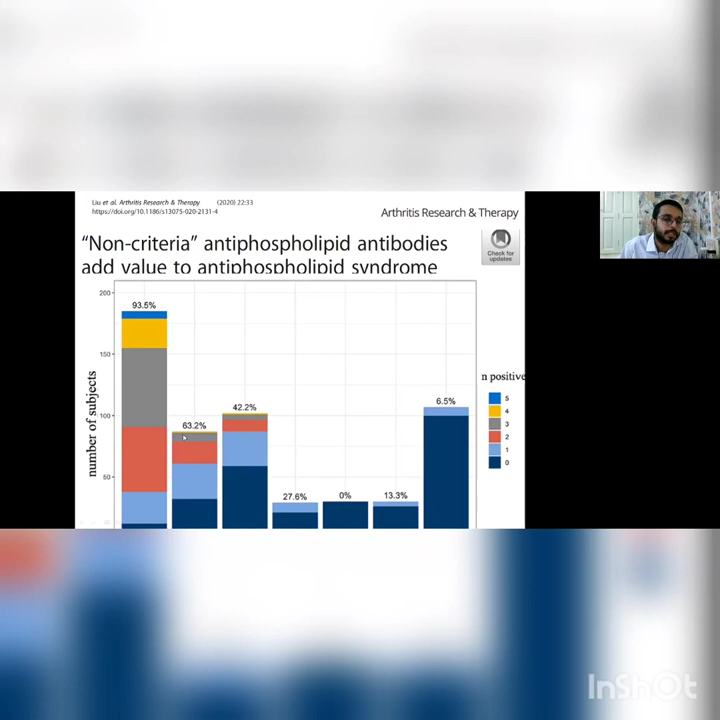 Liu et al. Arthritis Research & Therapy (2020) 22:33
https://doi.org/10.1186/s13075-020-2131-4
Arthritis Research & Therapy
“Non-criteria” antiphospholipid antibodies
add value to antiphospholipid syndrome
Check for
updates
number of subjects
200
150
100
50
93.5%
63.2%
42.2%
27.6%
0%
13.3%
6.5%
n positive
5
4
3
2
1
0
InShOt